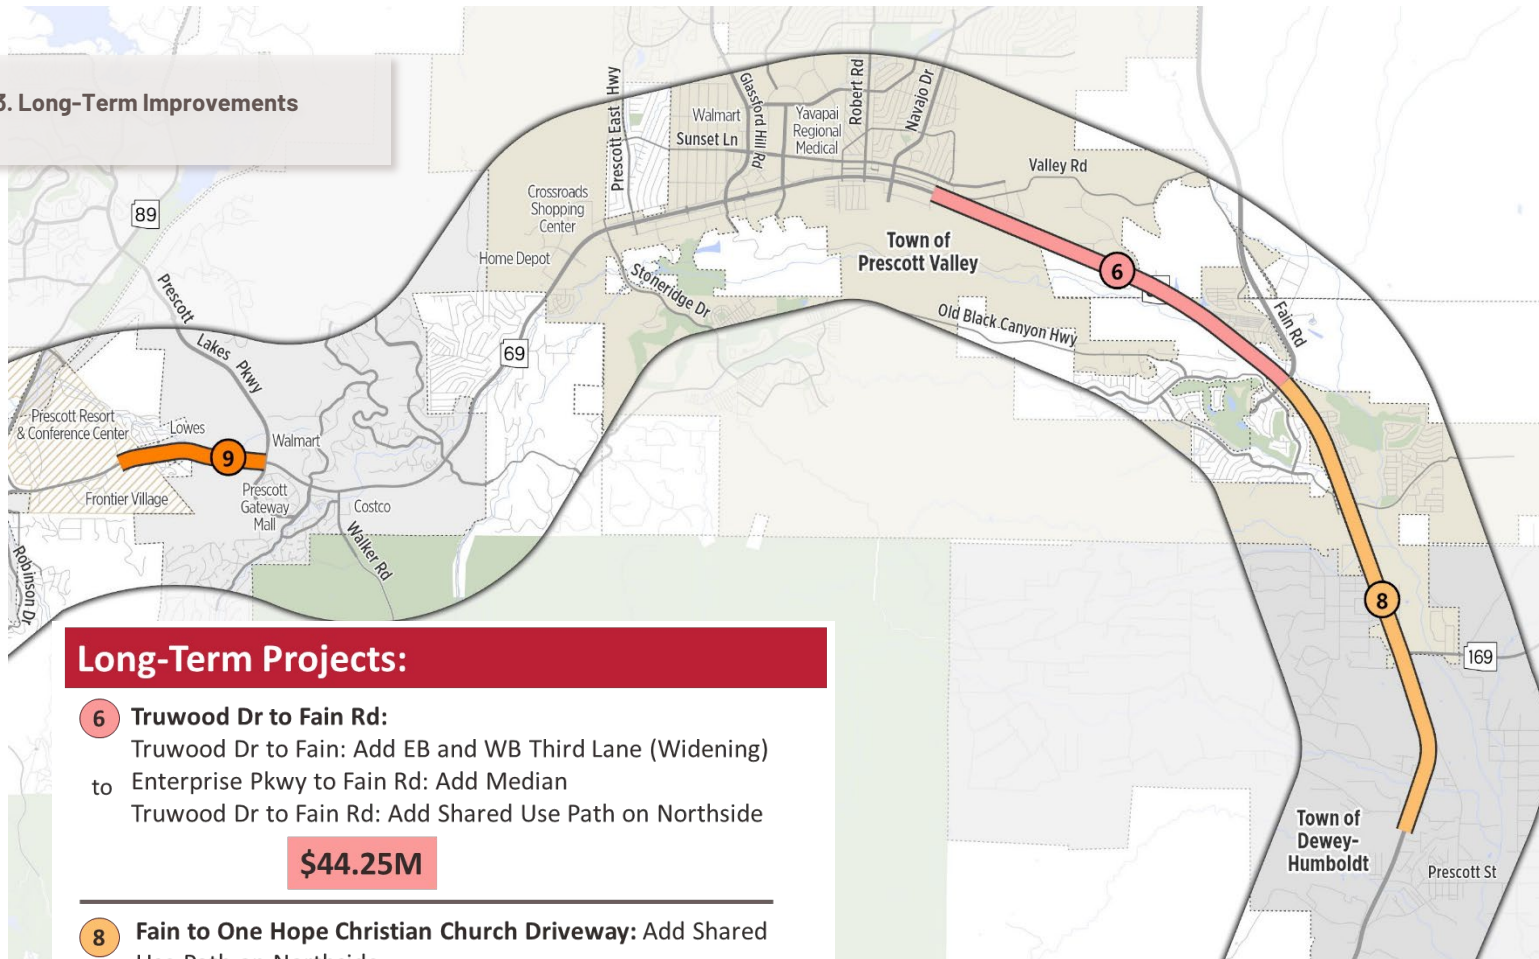 3. Long-Term Improvements
89
Prescott
Lakes Pkwy
Prescott Resort
& Conference Center
Lowes
Walmart
9
Frontier Village
Prescott
Gateway
Mall
Costco
Walker Rd
Robinson Dr
69
Home Depot
Crossroads
Shopping
Center
Prescott East Hwy
Walmart
Sunset Ln
Glassford Hill Rd
Yavapai
Regional
Medical
Robert Rd
Navajo Dr
Valley Rd
Stoneridge Dr
Town of
Prescott Valley
6
Old Black Canyon Hwy
Fain Rd
8
169
Town of
Dewey-
Humboldt
Prescott St
Long-Term Projects:
6 Truwood Dr to Fain Rd:
Truwood Dr to Fain: Add EB and WB Third Lane (Widening)
to Enterprise Pkwy to Fain Rd: Add Median
Truwood Dr to Fain Rd: Add Shared Use Path on Northside
$44.25M
8 Fain to One Hope Christian Church Driveway: Add Shared
Use Path on Northside